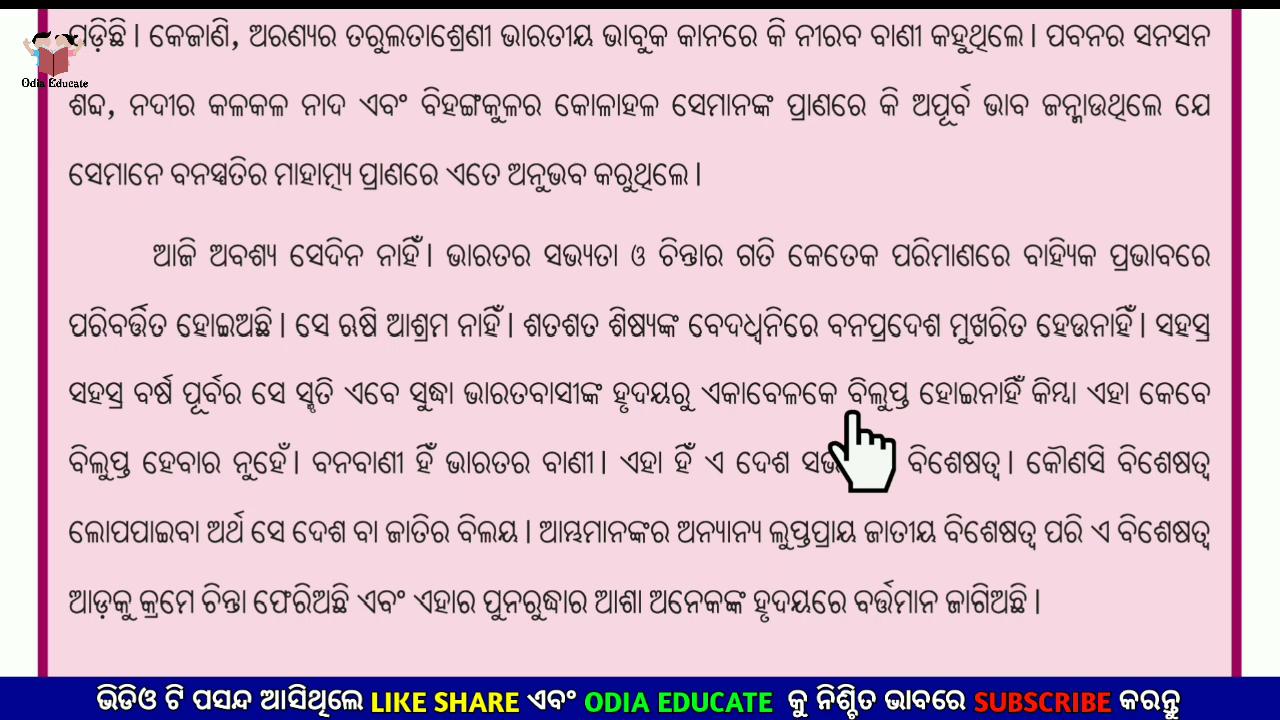 ପଡ଼ିଛି । କେଜାଣି, ଅରଣ୍ୟର ତରୁଲତାଶ୍ରେଣୀ ଭାରତୀୟ ଭାବୁକ କାନରେ କି ନୀରବ ବାଣୀ କହୁଥିଲେ । ପବନର ସନସନ
Odia Educate
ଶବ୍ଦ, ନଦୀର କଳକଳ ନାଦ ଏବଂ ବିହଙ୍ଗକୁଳର କୋଳାହଳ ସେମାନଙ୍କ ପ୍ରାଣରେ କି ଅପୂର୍ବ ଭାବ ଜନ୍ମାଉଥିଲେ ଯେ
ସେମାନେ ବନସ୍ପତିର ମାହାତ୍ମ୍ୟ ପ୍ରାଣରେ ଏତେ ଅନୁଭବ କରୁଥିଲେ ।
ଆଜି ଅବଶ୍ୟ ସେଦିନ ନାହିଁ । ଭାରତର ସଭ୍ୟତା ଓ ଚିନ୍ତାର ଗତି କେତେକ ପରିମାଣରେ ବାହ୍ୟିକ ପ୍ରଭାବରେ
ପରିବର୍ତ୍ତିତ ହୋଇଅଛି । ସେ ଋଷି ଆଶ୍ରମ ନାହିଁ । ଶତଶତ ଶିଷ୍ୟଙ୍କ ବେଦଧ୍ୱନିରେ ବନପ୍ରଦେଶ ମୁଖରିତ ହେଉନାହିଁ । ସହସ୍ର
ସହସ୍ର ବର୍ଷ ପୂର୍ବର ସେ ସ୍ମୃତି ଏବେ ସୁଦ୍ଧା ଭାରତବାସୀଙ୍କ ହୃଦୟରୁ ଏକାବେଳକେ ବିଲୁପ୍ତ ହୋଇନାହିଁ କିମ୍ବା ଏହା କେବେ
ବିଲୁପ୍ତ ହେବାର ନୁହେଁ । ବନବାଣୀ ହିଁ ଭାରତର ବାଣୀ । ଏହା ହିଁ ଏ ଦେଶ ବିଶେଷତ୍ୱ । କୌଣସି ବିଶେଷତ୍ୱ
ଲୋପପାଇବା ଅର୍ଥ ସେ ଦେଶ ବା ଜାତିର ବିଲୟ । ଆମ୍ଭମାନଙ୍କର ଅନ୍ୟାନ୍ୟ ଲୁପ୍ତପ୍ରାୟ ଜାତୀୟ ବିଶେଷତ୍ୱ ପରି ଏ ବିଶେଷତ୍ୱ
ଆଡ଼କୁ କ୍ରମେ ଚିନ୍ତା ଫେରିଅଛି ଏବଂ ଏହାର ପୁନରୁଦ୍ଧାର ଆଶା ଅନେକଙ୍କ ହୃଦୟରେ ବର୍ତ୍ତମାନ ଜାଗିଅଛି ।
ଭିଡିଓ ଟି ପସନ୍ଦ ଆସିଥିଲେ LIKE SHARE ଏବଂ ODIA EDUCATE କୁ ନିଶ୍ଚିତ ଭାବରେ SUBSCRIBE କରନ୍ତୁ